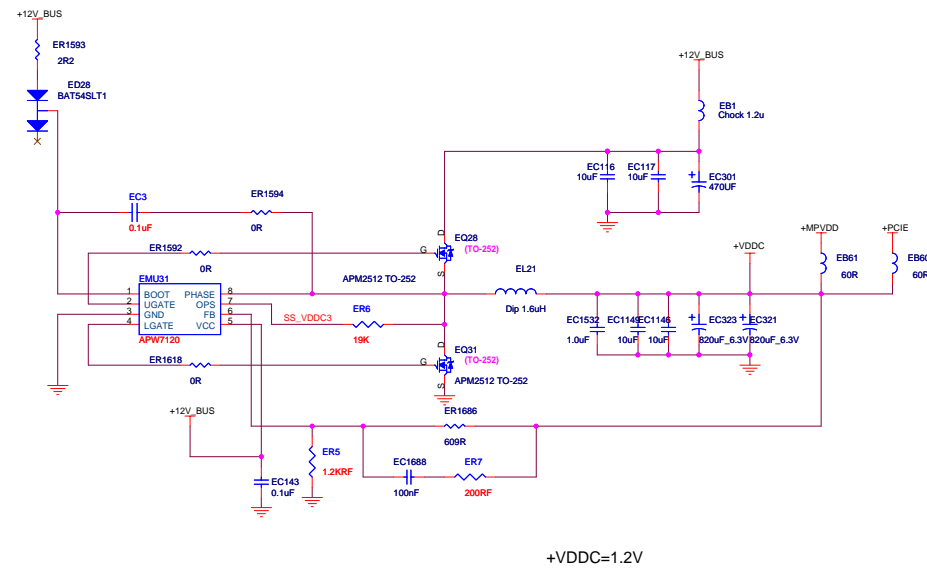 +12V_BUS
ER1593
2R2
ED28
BAT54SLT1
+12V_BUS
EB1
Chock 1.2u
EC116
10uF
EC117
10uF
EC301
470UF
EC3
0.1uF
ER1594
0R
D
EQ28
(TO-252)
G
S
ER1592
0R
APM2512 TO-252
+MPVDD
+PCIE
+VDDC
EB61
60R
EB60
60R
EL21
Dip 1.6uH
EMU31
1 BOOT PHASE 8
2 UGATE OPS 7
3 GND FB 6
4 LGATE VCC 5
APW7120
SS_VDDC3
ER6
19K
EC1532
1.0uF
EC1149
10uF
EC1146
10uF
EC323
820uF_6.3V
EC321
820uF_6.3V
D
EQ31
(TO-252)
G
S
APM2512 TO-252
ER1618
0R
+12V_BUS
ER1686
609R
ER5
1.2KRF
EC1688
100nF
ER7
200RF
EC143
0.1uF
+VDDC=1.2V